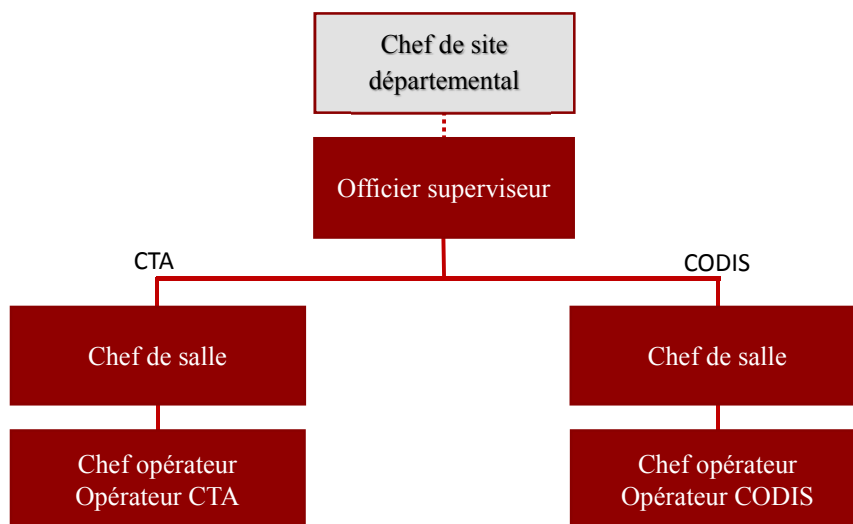 Chef de site
départemental
Officier superviseur
CTA
CODIS
Chef de salle
Chef de salle
Chef opérateur
Opérateur CTA
Chef opérateur
Opérateur CODIS